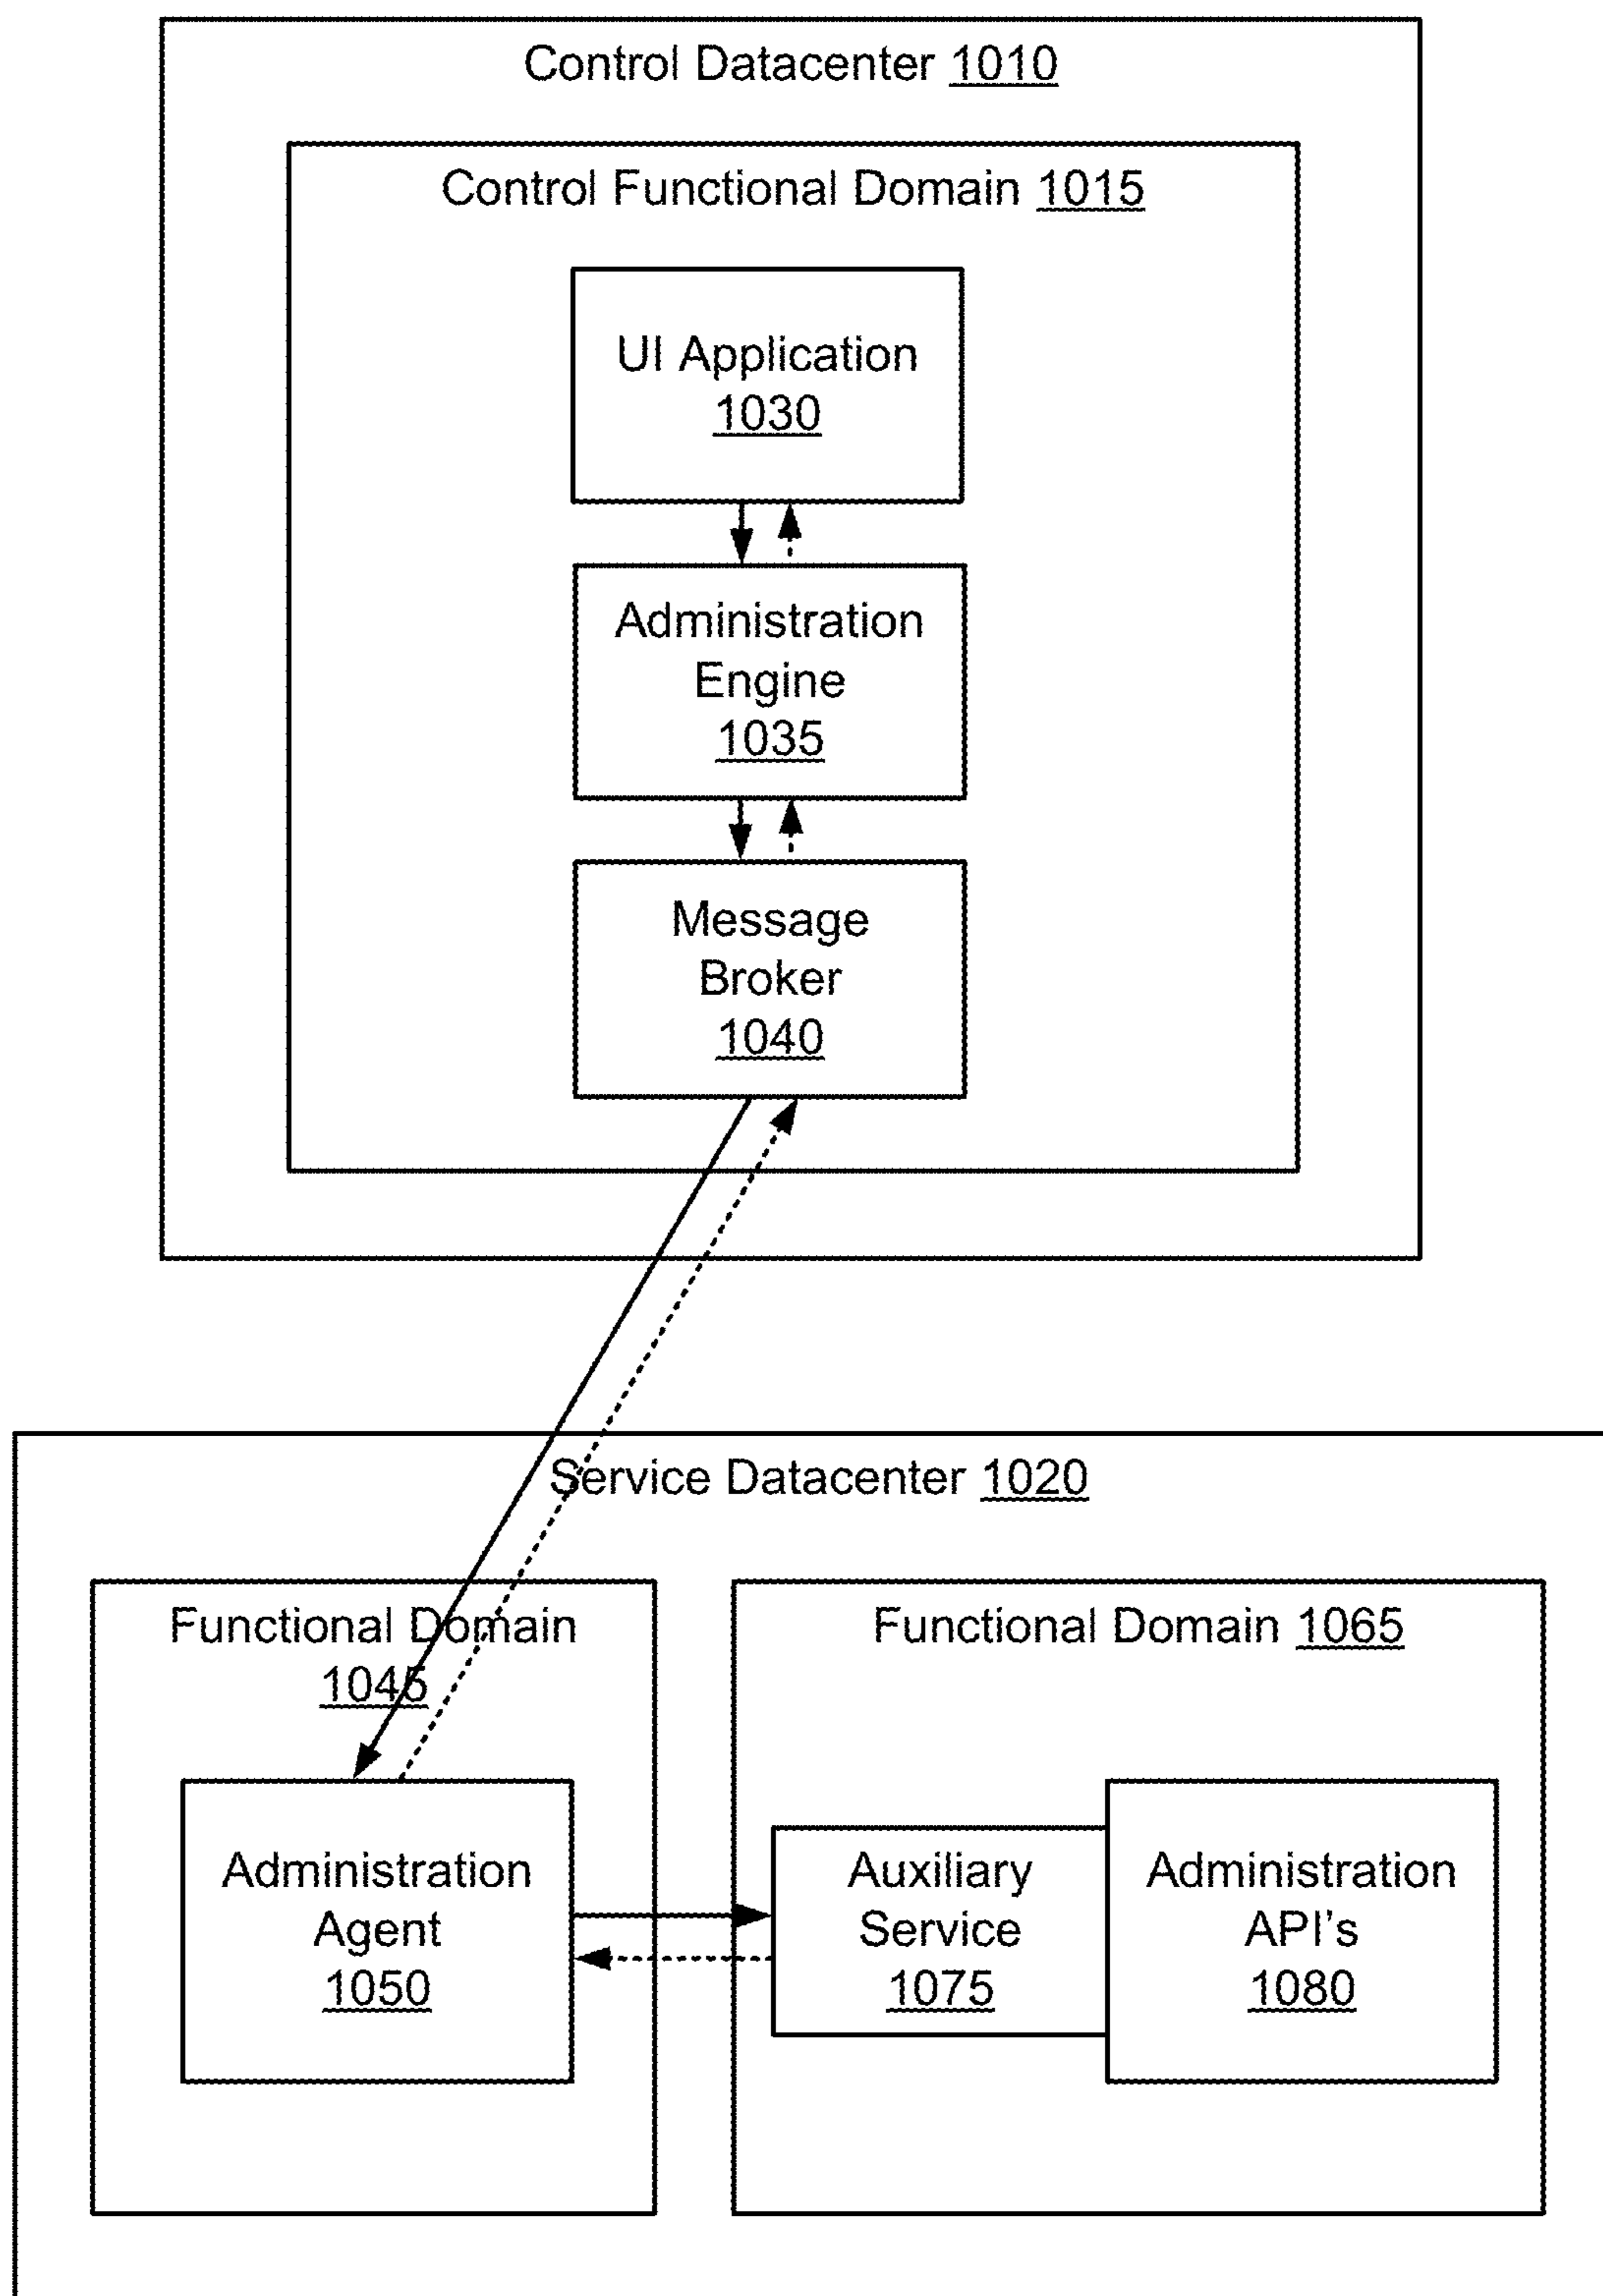 Control Datacenter 1010
Control Functional Domain 1015
UI Application
1030
Administration
Engine
1035
Message
Broker
1040
Service Datacenter 1020
Functional Domain
1045
Administration
Agent
1050
Functional Domain 1065
Auxiliary
Service
1075
Administration
API's
1080